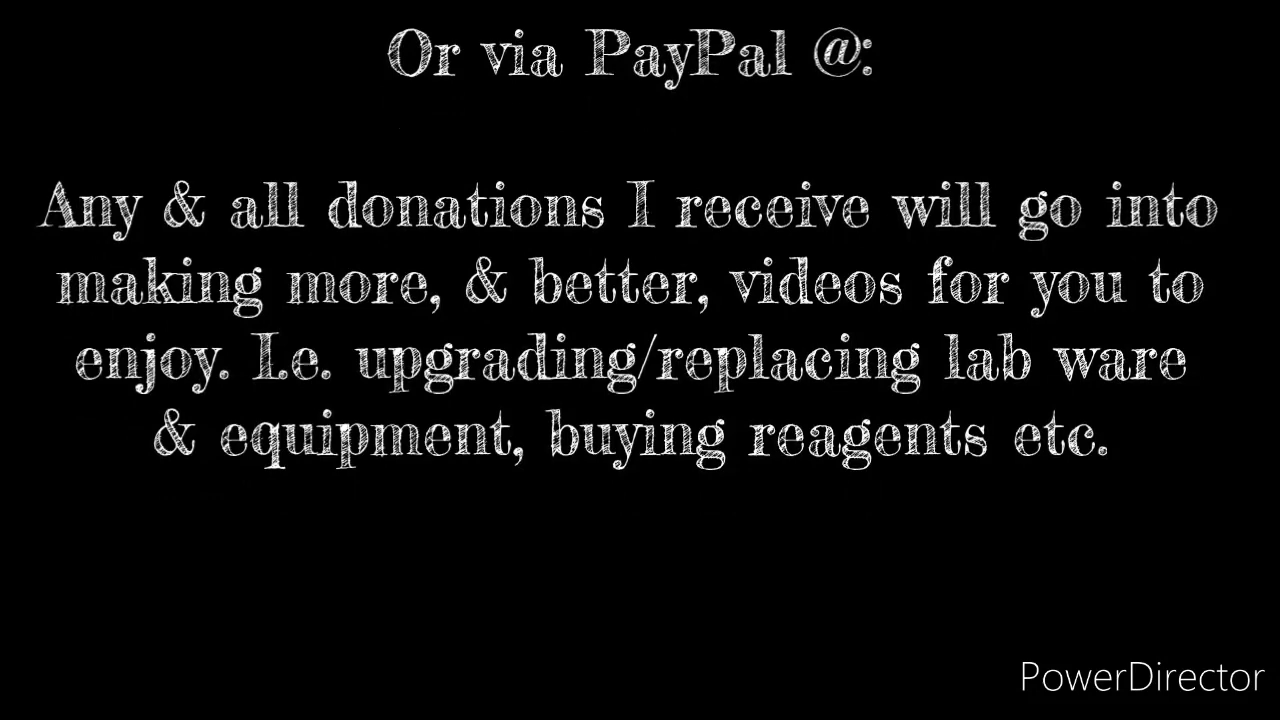 Or via PayPal @:
Any & all donations I receive will go into
making more, & better, videos for you to
enjoy. I.e. upgrading/replacing lab ware
& equipment, buying reagents etc.
PowerDirector